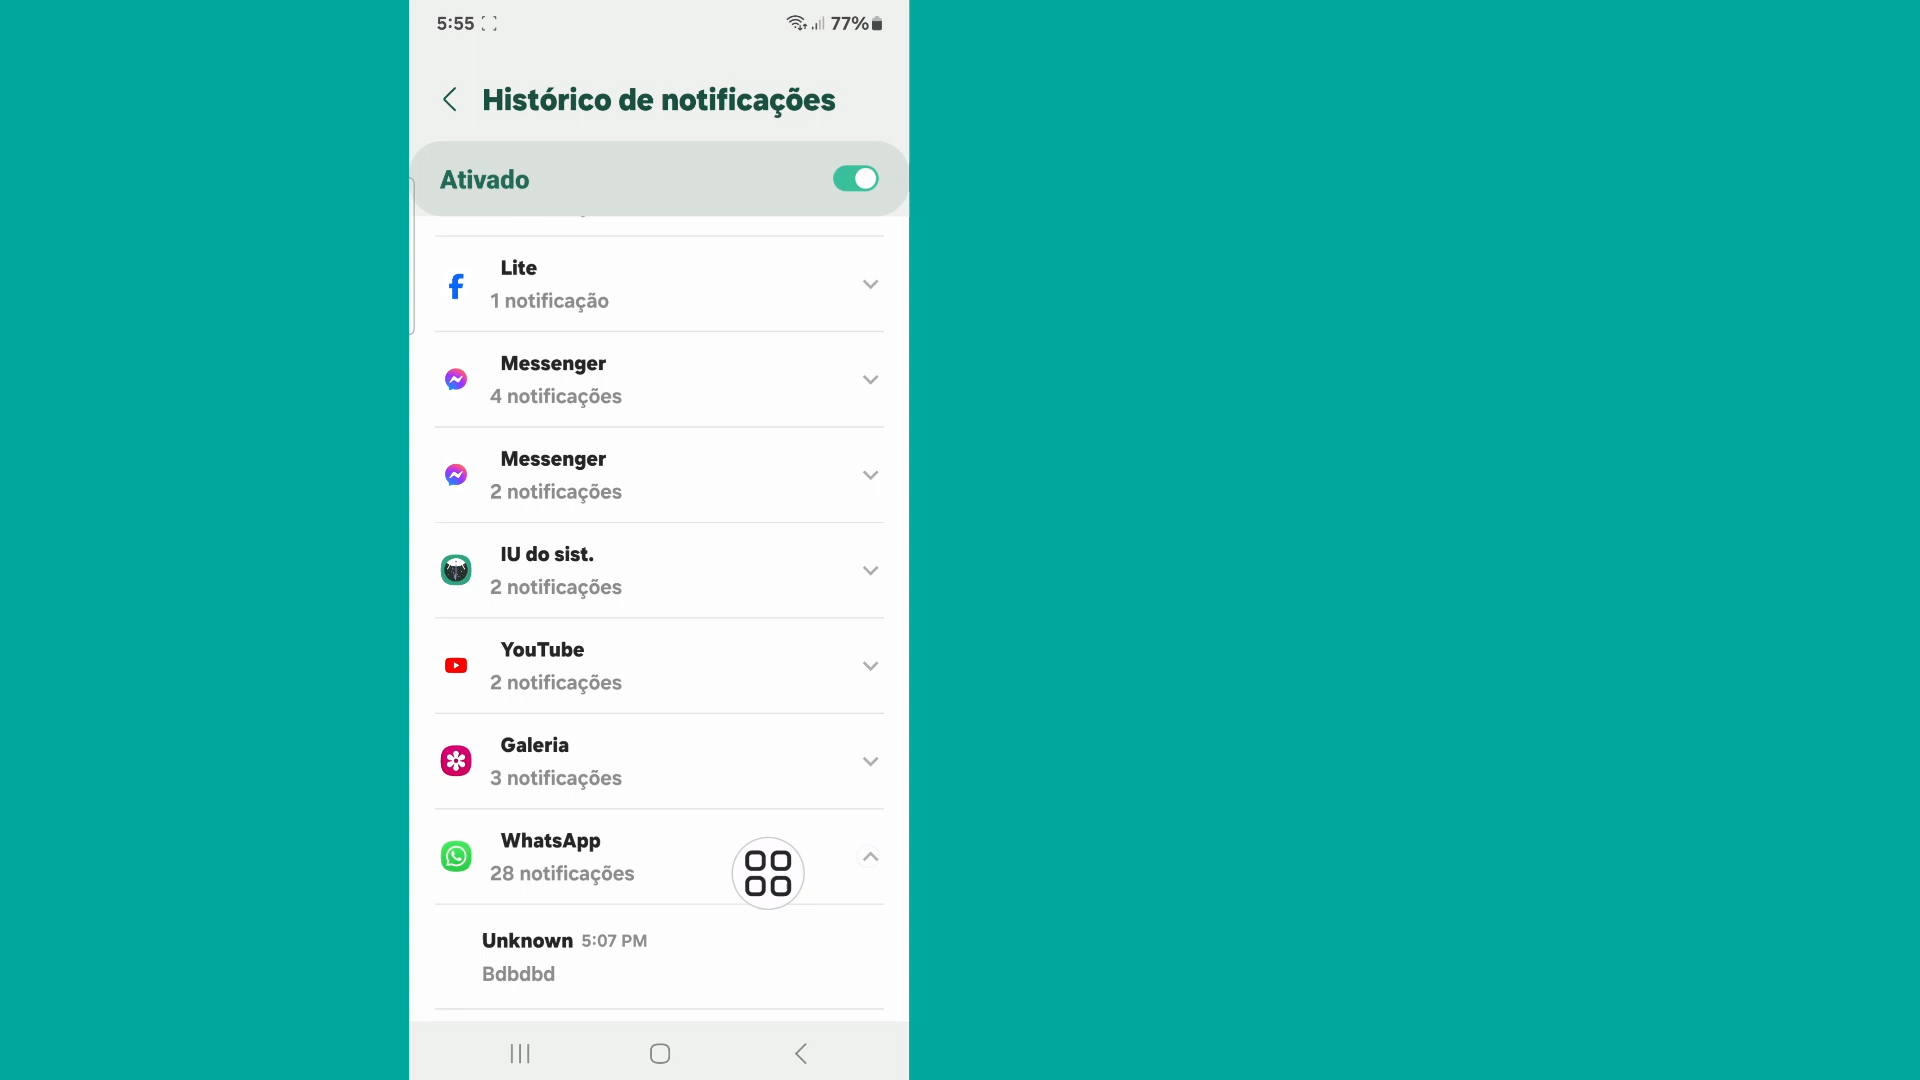 5:55 77%
Histórico de notificações
Ativado
Lite
1 notificação
Messenger
4 notificações
Messenger
2 notificações
IU do sist.
2 notificações
YouTube
2 notificações
Galeria
3 notificações
WhatsApp
28 notificações
Unknown 5:07 PM
Bdbdbd